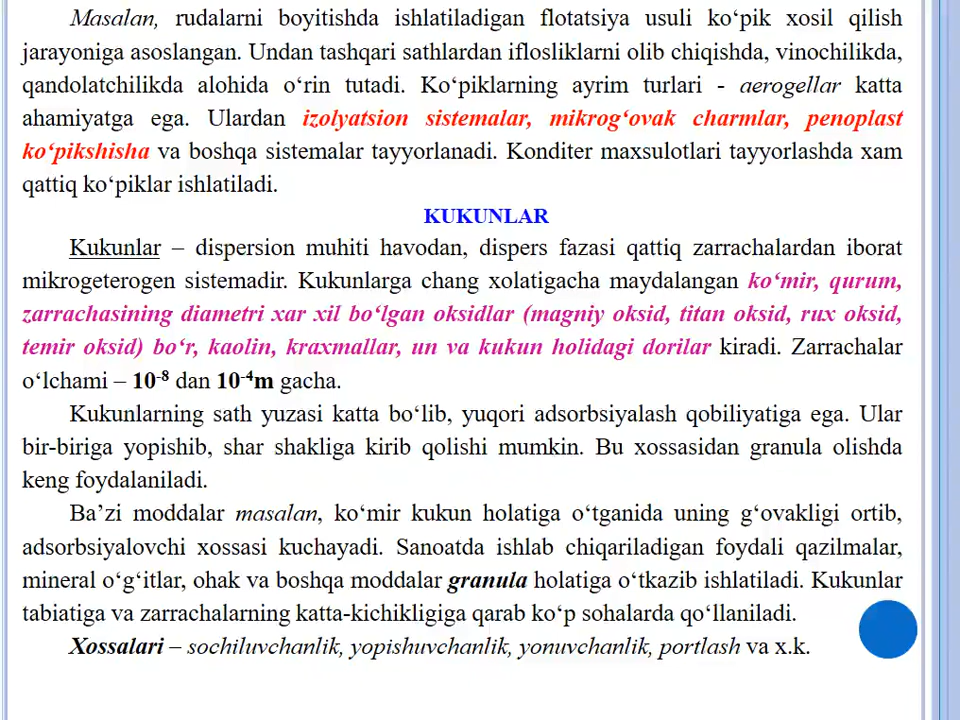 Masalan, rudalarni boyitishda ishlatiladigan flotatsiya usuli ko‘pik xosil qilish
jarayoniga asoslangan. Undan tashqari sathlardan iflosliklarni olib chiqishda, vinochilikda,
qandolatchilikda alohida o‘rin tutadi. Ko‘piklarning ayrim turlari - aerogellar katta
ahamiyatga ega. Ulardan izolyatsion sistemalar, mikrog‘ovak charmlar, penoplast
ko‘pikshisha va boshqa sistemalar tayyorlanadi. Konditer maxsulotlari tayyorlashda xam
qattiq ko‘piklar ishlatiladi.
KUKUNLAR
Kukunlar – dispersion muhiti havodan, dispers fazasi qattiq zarrachalardan iborat
mikrogeterogen sistemadir. Kukunlarga chang xolatigacha maydalangan ko‘mir, qurum,
zarrachasining diametri xar xil bo‘lgan oksidlar (magniy oksid, titan oksid, rux oksid,
temir oksid) bo‘r, kaolin, kraxmallar, un va kukun holidagi dorilar kiradi. Zarrachalar
o‘lchami – 10⁻⁸ dan 10⁻⁴m gacha.
Kukunlarning sath yuzasi katta bo‘lib, yuqori adsorbsiyalash qobiliyatiga ega. Ular
bir-biriga yopishib, shar shakliga kirib qolishi mumkin. Bu xossasidan granula olishda
keng foydalaniladi.
Ba’zi moddalar masalan, ko‘mir kukun holatiga o‘tganida uning g‘ovakligi ortib,
adsorbsiyalovchi xossasi kuchayadi. Sanoatda ishlab chiqariladigan foydali qazilmalar,
mineral o‘g‘itlar, ohak va boshqa moddalar granula holatiga o‘tkazib ishlatiladi. Kukunlar
tabiatiga va zarrachalarning katta-kichikligiga qarab ko‘p sohalarda qo‘llaniladi.
Xossalari – sochiluvchanlik, yopishuvchanlik, yonuvchanlik, portlash va x.k.